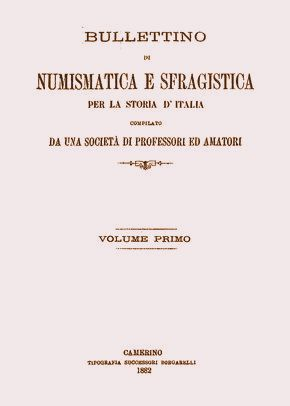 BULLETTINO
DI
NUMISMATICA E SFRAGISTICA
PER LA STORIA D'ITALIA
COMPILATO
DA UNA SOCIETÀ DI PROFESSORI ED AMATORI
VOLUME PRIMO
CAMERINO
TIPOGRAFIA SUCCESSORI BORGARELLI
1882